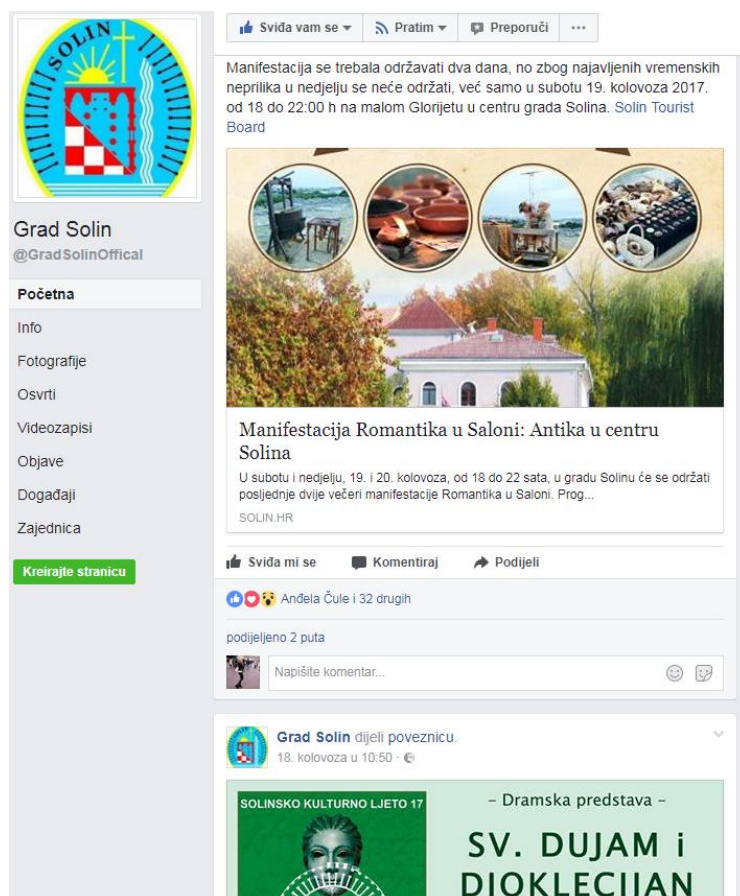 SOLIN
Grad Solin
@GradSolinOffical
Početna
Info
Fotografije
Osvrti
Videozapisi
Objave
Događaji
Zajednica
Kreirajte stranicu
Sviđa vam se
Pratim
Preporuči
Manifestacija se trebala održavati dva dana, no zbog najavljenih vremenskih
neprilika u nedjelju se neće održati, već samo u subotu 19. kolovoza 2017.
od 18 do 22:00 h na malom Glorijetu u centru grada Solina. Solin Tourist
Board
Manifestacija Romantika u Saloni: Antika u centru
Solina
U subotu i nedjelju, 19. i 20. kolovoza, od 18 do 22 sata, u gradu Solinu će se održati
posljednje dvije večeri manifestacije Romantika u Saloni. Prog...
SOLIN.HR
Sviđa mi se
Komentiraj
Podijeli
Anđela Čule i 32 drugih
podijeljeno 2 puta
Napišite komentar...
Grad Solin dijeli poveznicu.
18. kolovoza u 10:50 ·
SOLINSKO KULTURNO LJETO 17
– Dramska predstava –
SV. DUJAM i
DIOKLECIJAN